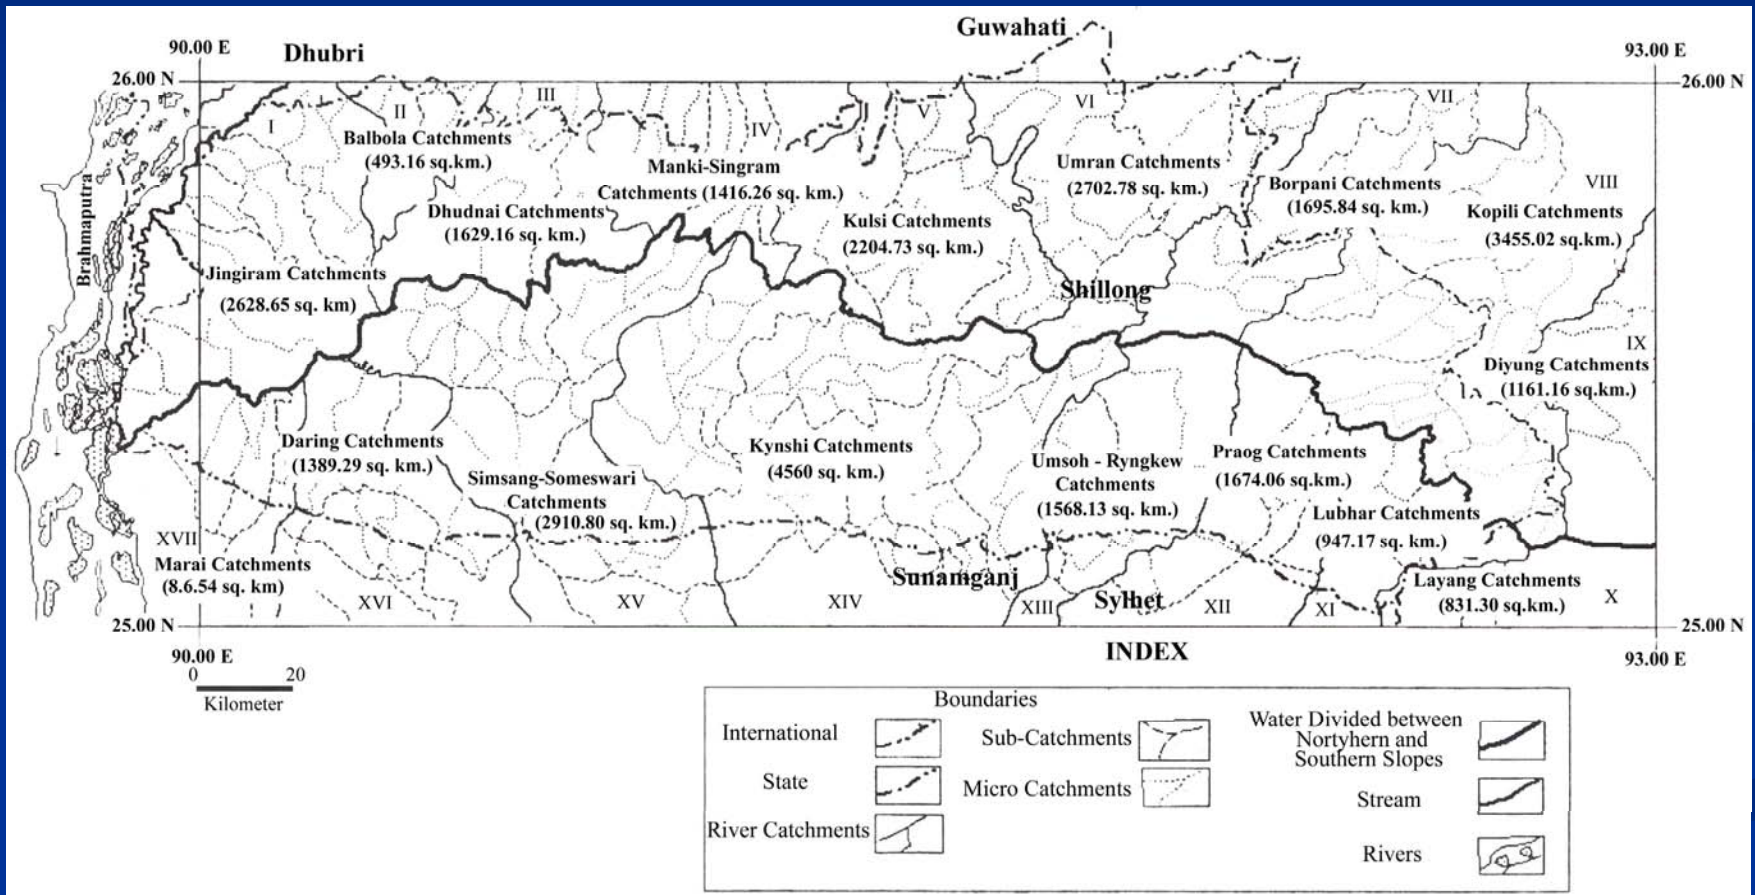 Guwahati
Dhubri
90.00 E
93.00 E
26.00 N
26.00 N
I
II
III
IV
V
VI
VII
VIII
Balbola Catchments
(493.16 sq.km.)
Manki-Singram
Catchments (1416.26 sq. km.)
Umran Catchments
(2702.78 sq. km.)
Borpani Catchments
(1695.84 sq. km.)
Kopili Catchments
(3455.02 sq.km.)
Dhudnai Catchments
(1629.16 sq. km.)
Kulsi Catchments
(2204.73 sq. km.)
Brahmaputra
Jingiram Catchments
(2628.65 sq. km)
Shillong
IX
Diyung Catchments
(1161.16 sq.km.)
Daring Catchments
(1389.29 sq. km.)
Simsang-Someswari
Catchments
(2910.80 sq. km.)
Kynshi Catchments
(4560 sq. km.)
Umsoh - Ryngkew
Catchments
(1568.13 sq. km.)
Praog Catchments
(1674.06 sq.km.)
Lubhar Catchments
(947.17 sq. km.)
XVII
Marai Catchments
(8.6.54 sq. km)
Sunamganj
Sylhet
Layang Catchments
(831.30 sq.km.)
XVI
XV
XIV
XIII
XII
XI
X
25.00 N
25.00 N
90.00 E
93.00 E
0 20
Kilometer
INDEX
Boundaries
International
State
River Catchments
Sub-Catchments
Micro Catchments
Water Divided between
Nortyhern and
Southern Slopes
Stream
Rivers